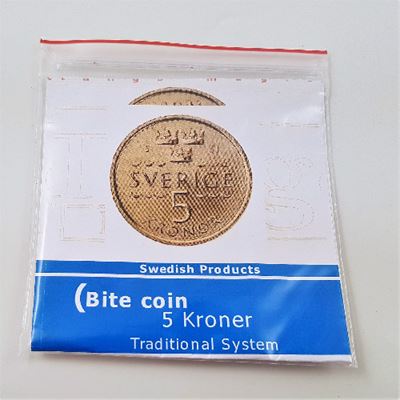 SVERIGE
5
KRONOR
Swedish Products
(Bite coin
5 Kroner
Traditional System